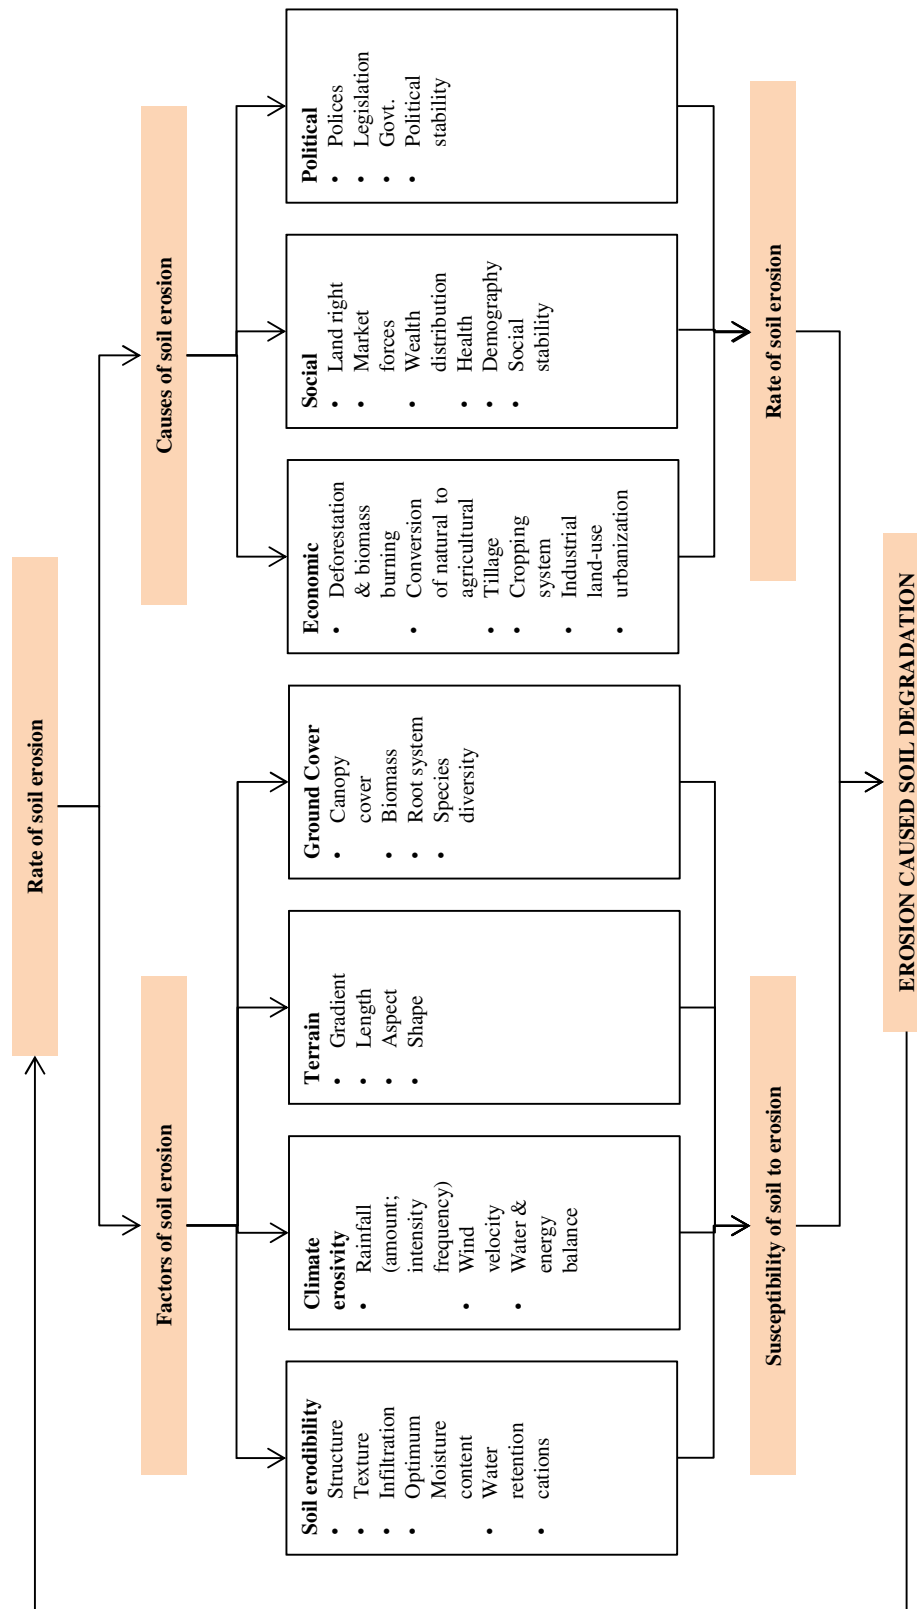 Rate of soil erosion
Factors of soil erosion
Causes of soil erosion
Soil erodibility
• Structure
• Texture
• Infiltration
• Optimum
Moisture
content
• Water
retention
• cations
Climate
erosivity
• Rainfall
(amount;
intensity
frequency)
• Wind
velocity
• Water &
energy
balance
Terrain
• Gradient
• Length
• Aspect
• Shape
Ground Cover
• Canopy
cover
• Biomass
• Root system
• Species
diversity
Economic
• Deforestation
& biomass
burning
• Conversion
of natural to
agricultural
• Tillage
• Cropping
system
• Industrial
land-use
• urbanization
Social
• Land right
• Market
forces
• Wealth
distribution
• Health
• Demography
• Social
stability
Political
• Polices
• Legislation
• Govt.
• Political
stability
Susceptibility of soil to erosion
Rate of soil erosion
EROSION CAUSED SOIL DEGRADATION